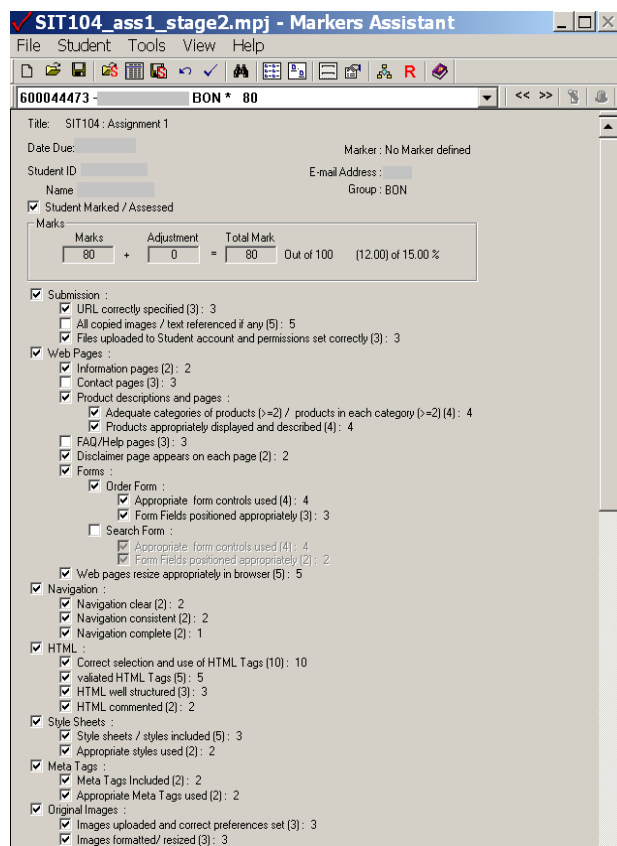 SIT104_ass1_stage2.mpj - Markers Assistant
File Student Tools View Help
R
600044473 - BON * 80
<< >>
Title: SIT104 : Assignment 1
Date Due:
Marker : No Marker defined
Student ID
E-mail Address :
Name
Group : BON
Student Marked / Assessed
Marks
Marks Adjustment Total Mark
80 + 0 = 80 Out of 100 (12.00) of 15.00 %
Submission :
URL correctly specified (3) : 3
All copied images / text referenced if any (5) : 5
Files uploaded to Student account and permissions set correctly (3) : 3
Web Pages :
Information pages (2) : 2
Contact pages (3) : 3
Product descriptions and pages :
Adequate categories of products (>=2) / products in each category (>=2) (4) : 4
Products appropriately displayed and described (4) : 4
FAQ/Help pages (3) : 3
Disclaimer page appears on each page (2) : 2
Forms :
Order Form :
Appropriate form controls used (4) : 4
Form Fields positioned appropriately (3) : 3
Search Form :
Appropriate form controls used (4) : 4
Form Fields positioned appropriately (2) : 2
Web pages resize appropriately in browser (5) : 5
Navigation :
Navigation clear (2) : 2
Navigation consistent (2) : 2
Navigation complete (2) : 1
HTML :
Correct selection and use of HTML Tags (10) : 10
valiated HTML Tags (5) : 5
HTML well structured (3) : 3
HTML commented (2) : 2
Style Sheets :
Style sheets / styles included (5) : 3
Appropriate styles used (2) : 2
Meta Tags :
Meta Tags Included (2) : 2
Appropriate Meta Tags used (2) : 2
Original Images :
Images uploaded and correct preferences set (3) : 3
Images formatted/ resized (3) : 3